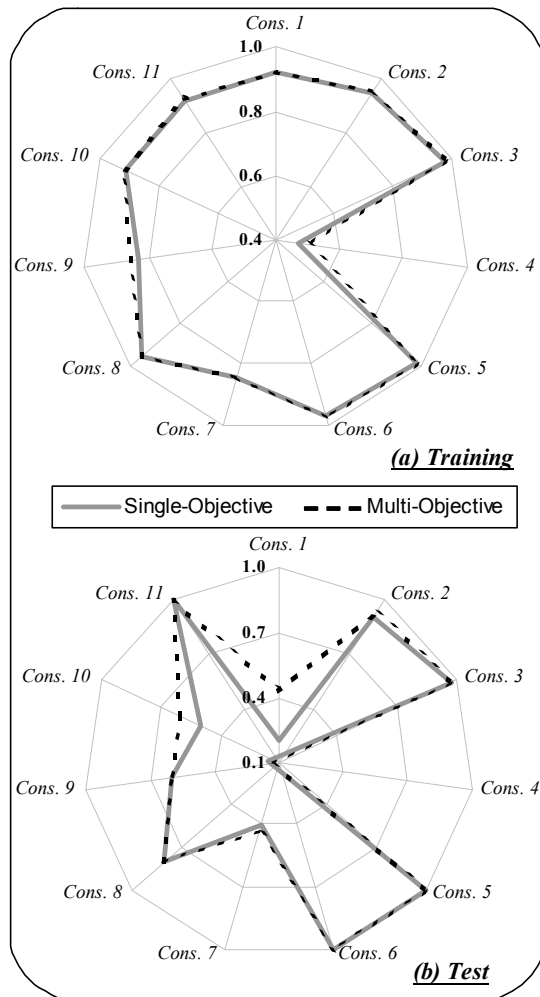 Cons. 1
1.0
Cons. 11
Cons. 2
0.8
Cons. 10
Cons. 3
0.6
0.4
Cons. 9
Cons. 4
Cons. 8
Cons. 5
Cons. 7
Cons. 6
(a) Training
Single-Objective Multi-Objective
Cons. 1
1.0
Cons. 11
Cons. 2
0.7
Cons. 10
Cons. 3
0.4
0.1
Cons. 9
Cons. 4
Cons. 8
Cons. 5
Cons. 7
Cons. 6
(b) Test